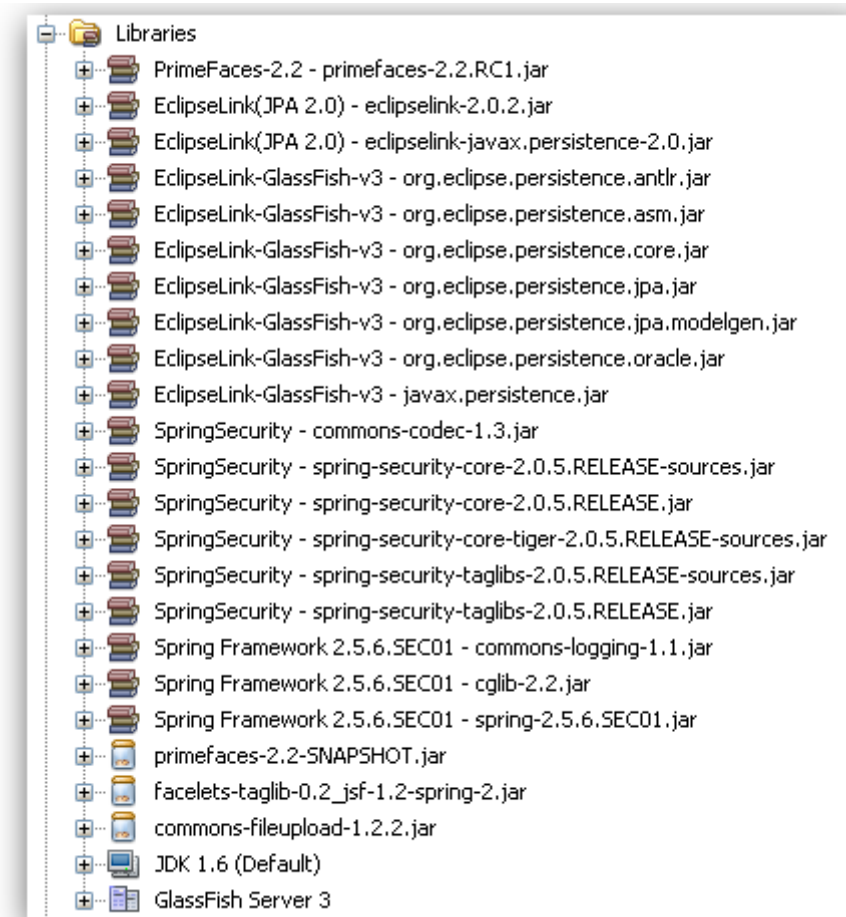 Libraries
PrimeFaces-2.2 - primefaces-2.2.RC1.jar
EclipseLink(JPA 2.0) - eclipselink-2.0.2.jar
EclipseLink(JPA 2.0) - eclipselink-javax.persistence-2.0.jar
EclipseLink-GlassFish-v3 - org.eclipse.persistence.antlr.jar
EclipseLink-GlassFish-v3 - org.eclipse.persistence.asm.jar
EclipseLink-GlassFish-v3 - org.eclipse.persistence.core.jar
EclipseLink-GlassFish-v3 - org.eclipse.persistence.jpa.jar
EclipseLink-GlassFish-v3 - org.eclipse.persistence.jpa.modelgen.jar
EclipseLink-GlassFish-v3 - org.eclipse.persistence.oracle.jar
EclipseLink-GlassFish-v3 - javax.persistence.jar
SpringSecurity - commons-codec-1.3.jar
SpringSecurity - spring-security-core-2.0.5.RELEASE-sources.jar
SpringSecurity - spring-security-core-2.0.5.RELEASE.jar
SpringSecurity - spring-security-core-tiger-2.0.5.RELEASE-sources.jar
SpringSecurity - spring-security-taglibs-2.0.5.RELEASE-sources.jar
SpringSecurity - spring-security-taglibs-2.0.5.RELEASE.jar
Spring Framework 2.5.6.SEC01 - commons-logging-1.1.jar
Spring Framework 2.5.6.SEC01 - cglib-2.2.jar
Spring Framework 2.5.6.SEC01 - spring-2.5.6.SEC01.jar
primefaces-2.2-SNAPSHOT.jar
facelets-taglib-0.2_jsf-1.2-spring-2.jar
commons-fileupload-1.2.2.jar
JDK 1.6 (Default)
GlassFish Server 3